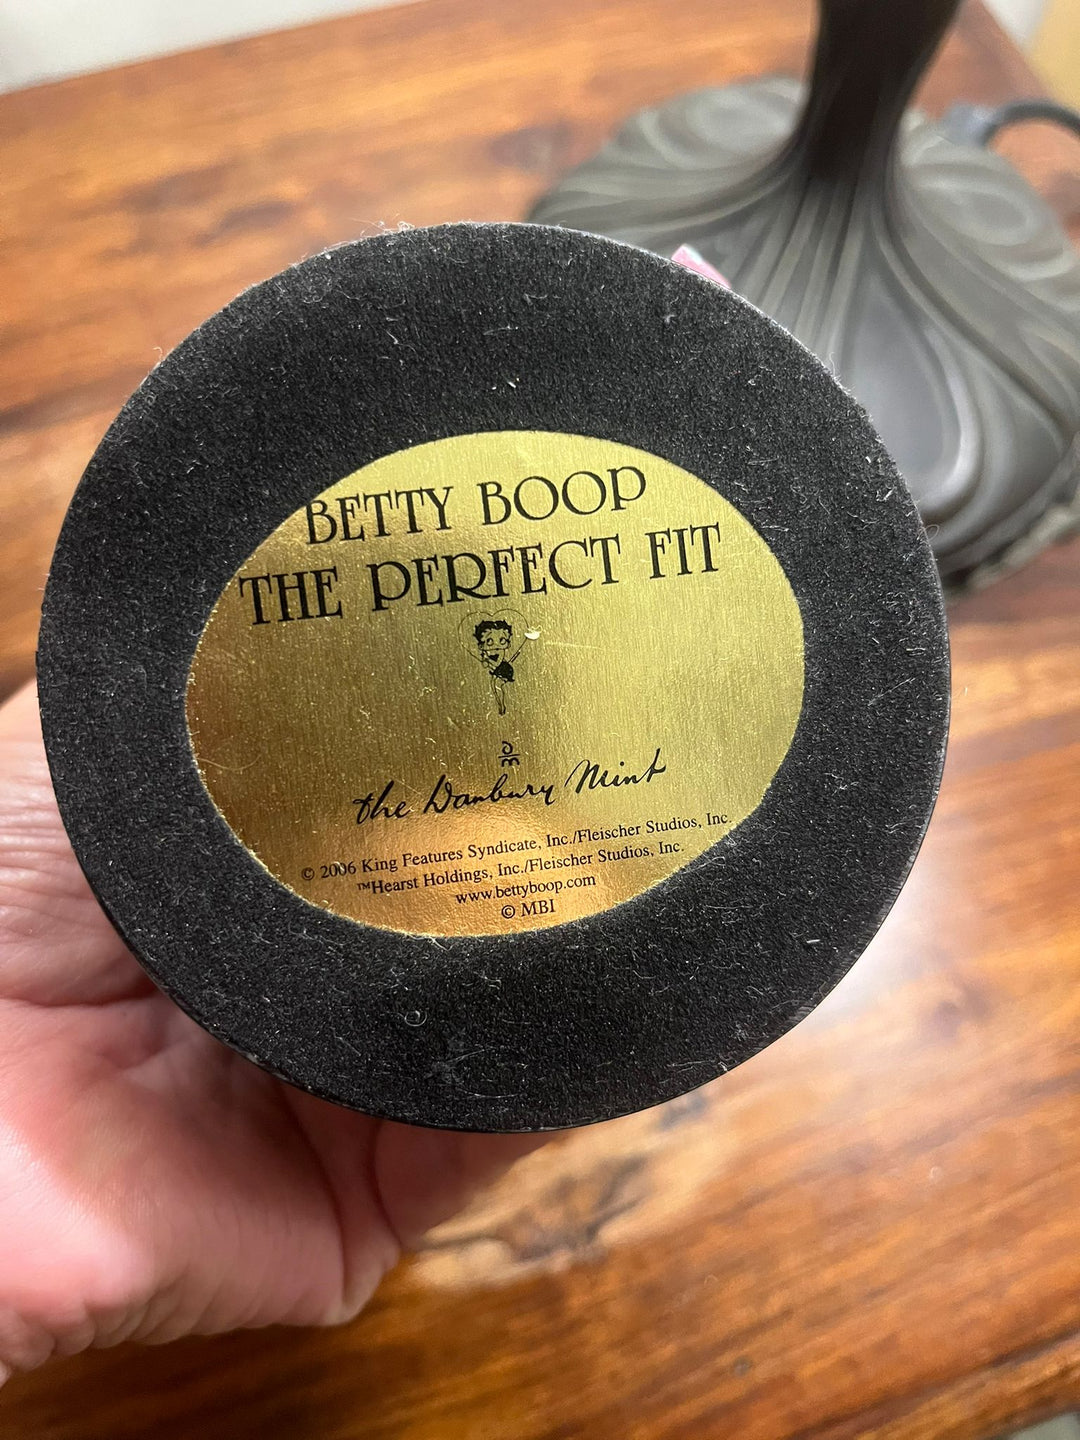 BETTY BOOP
THE PERFECT FIT
dm
the Danbury Mint
© 2006 King Features Syndicate, Inc./Fleischer Studios, Inc.
™Hearst Holdings, Inc./Fleischer Studios, Inc.
www.bettyboop.com
© MBI